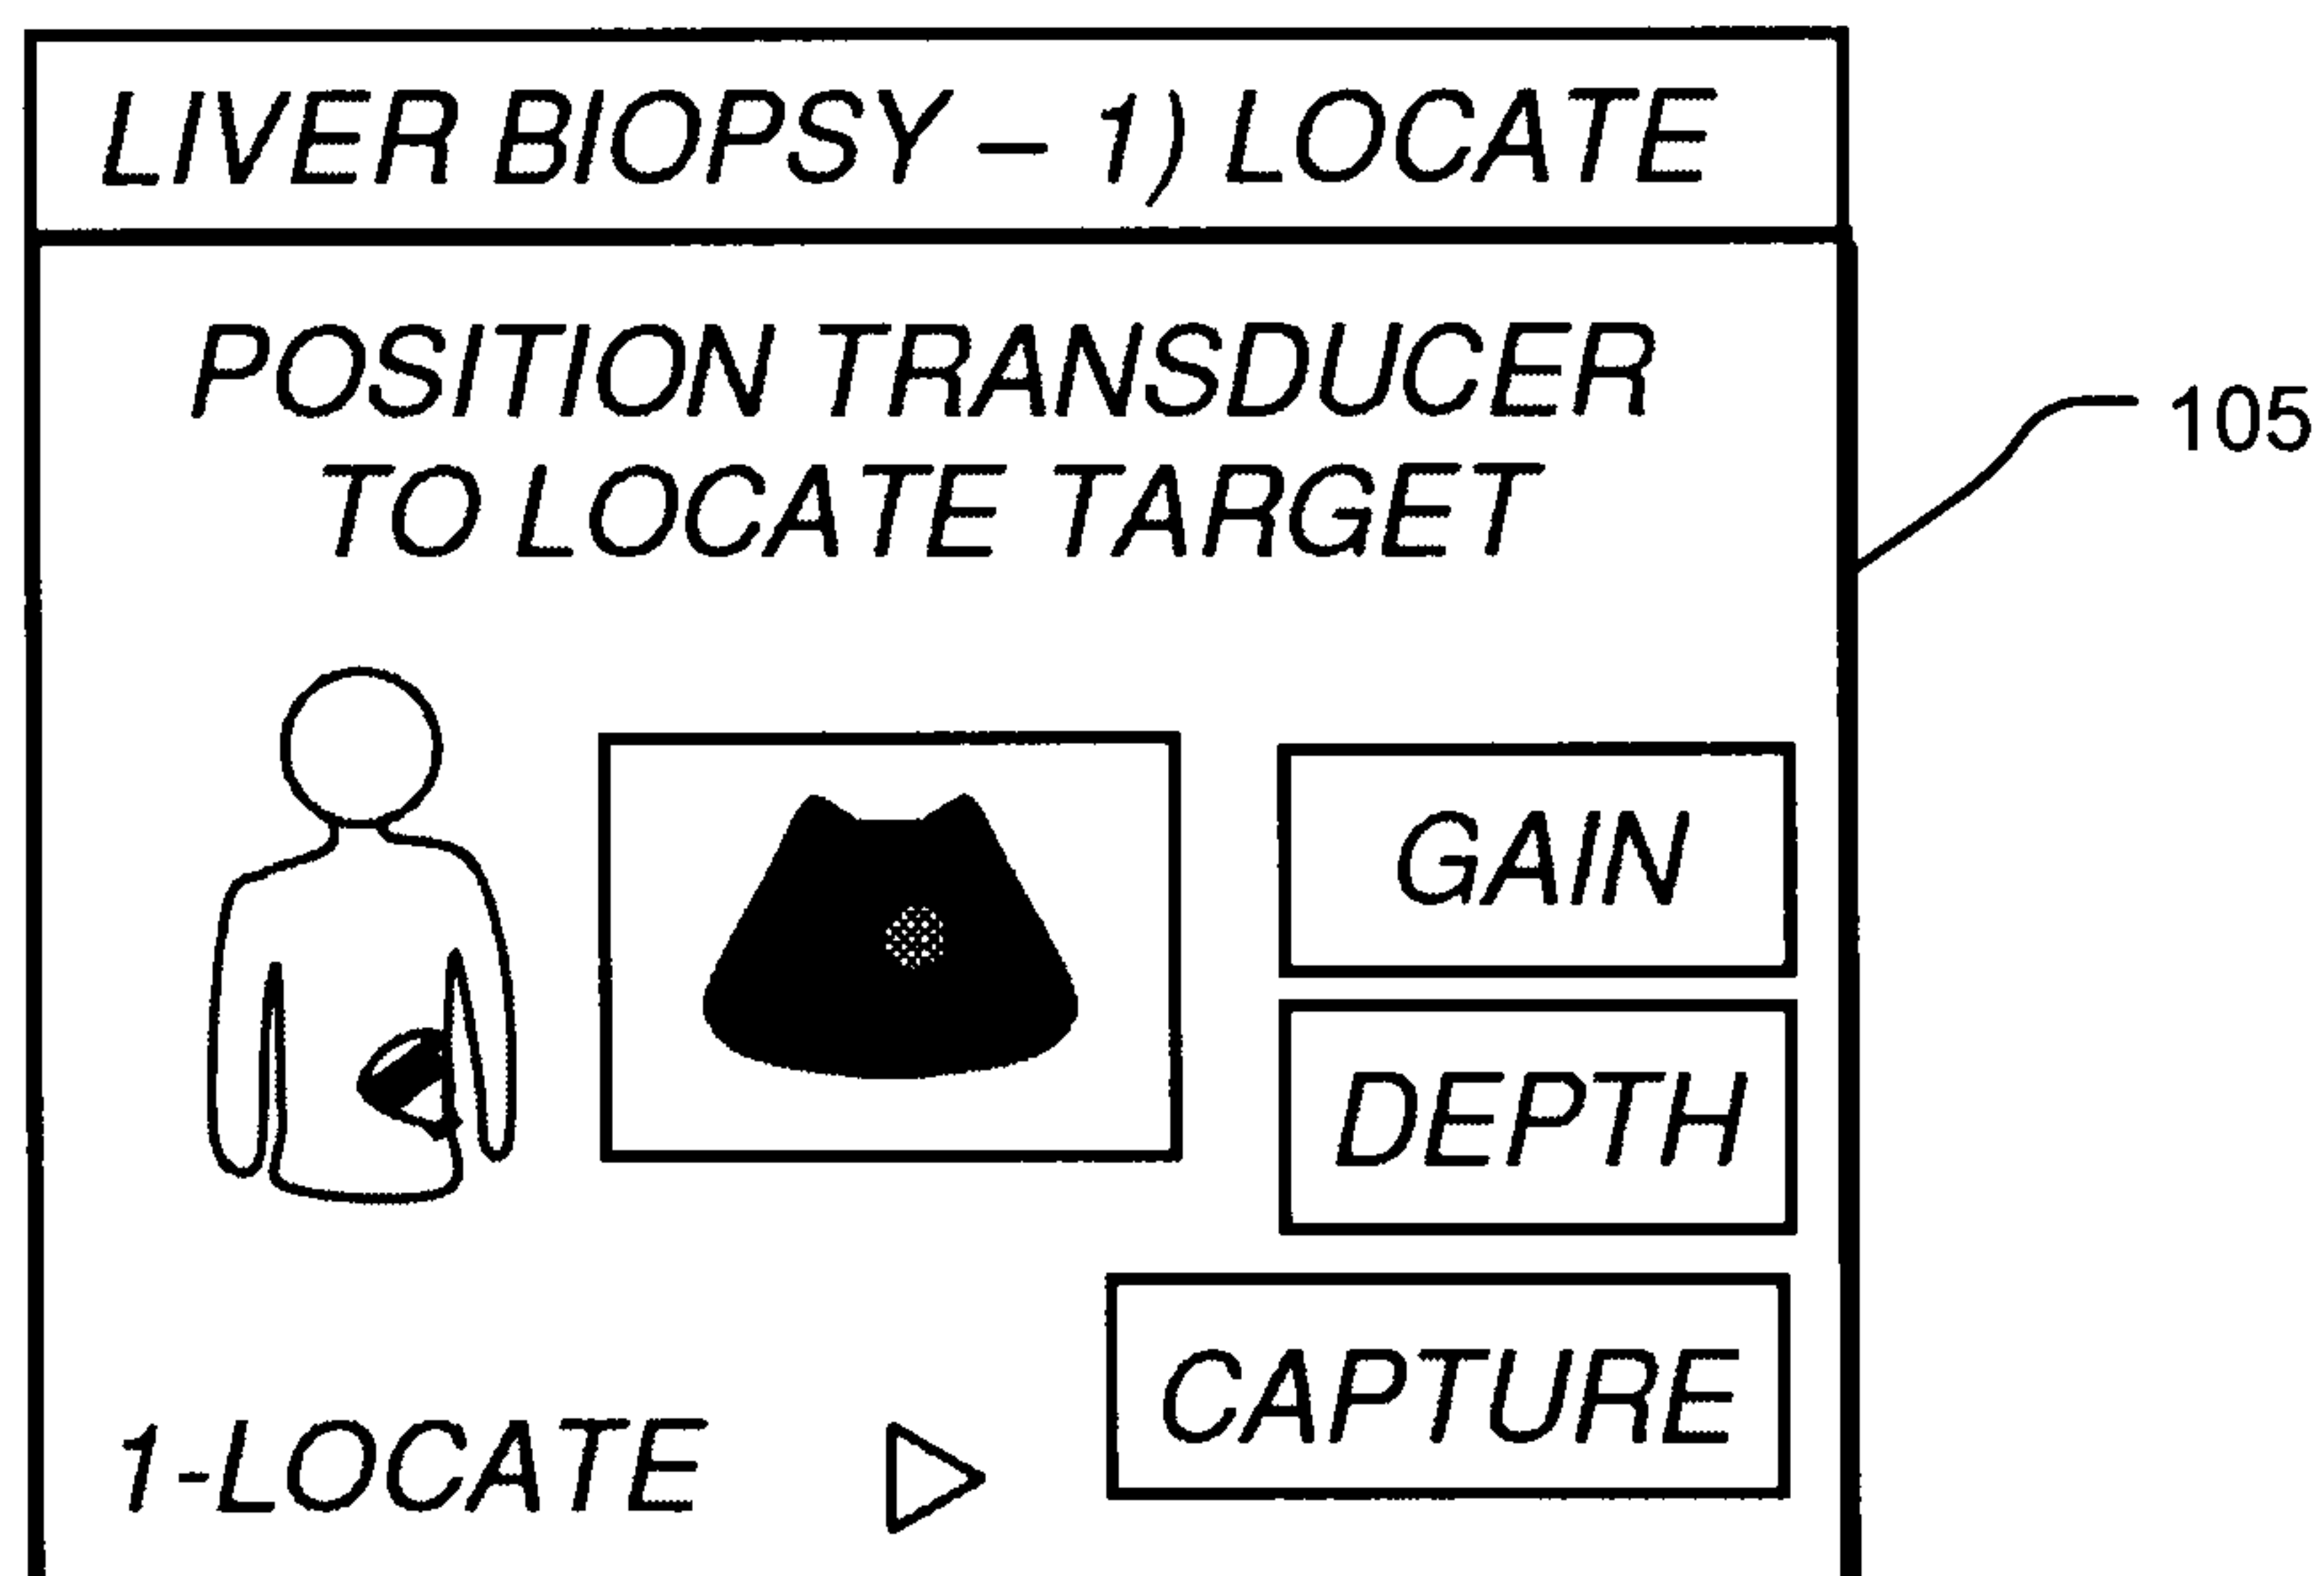 LIVER BIOPSY – 1) LOCATE
POSITION TRANSDUCER
TO LOCATE TARGET
105
GAIN
DEPTH
CAPTURE
1-LOCATE